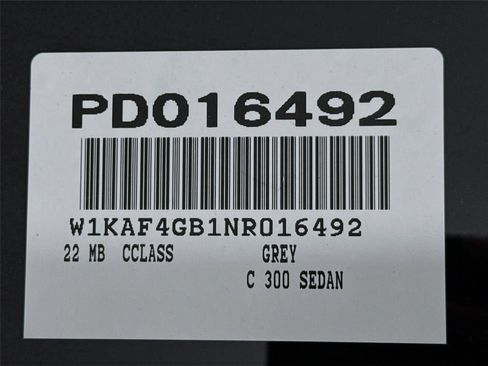 PD016492
W1KAF4GB1NR016492
22 MB CCLASS GREY
C 300 SEDAN